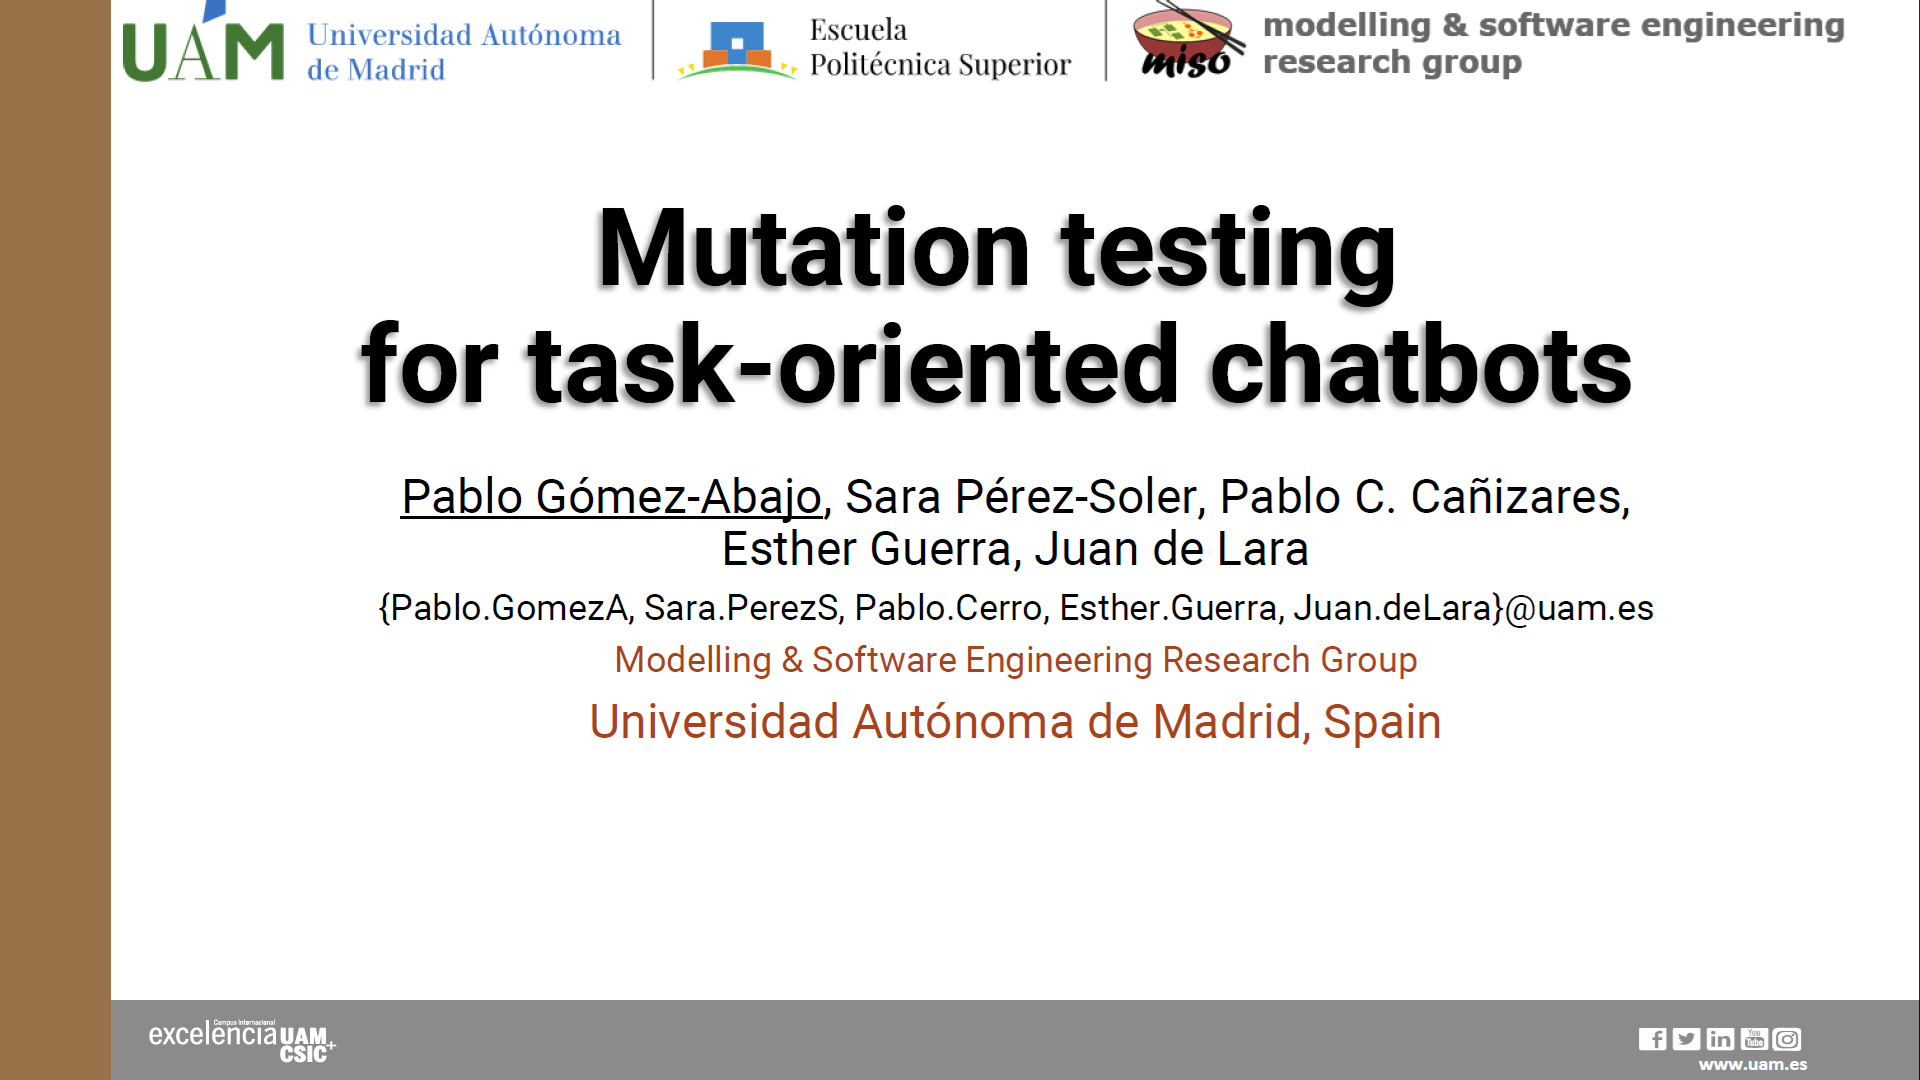 UAM
Universidad Autónoma
de Madrid
Escuela
Politécnica Superior
miso
modelling & software engineering
research group
Mutation testing
for task-oriented chatbots
Pablo Gómez-Abajo, Sara Pérez-Soler, Pablo C. Cañizares,
Esther Guerra, Juan de Lara
{Pablo.GomezA, Sara.PerezS, Pablo.Cerro, Esther.Guerra, Juan.deLara}@uam.es
Modelling & Software Engineering Research Group
Universidad Autónoma de Madrid, Spain
Campus Internacional
excelencia UAM
CSIC+
f in You Tube
www.uam.es